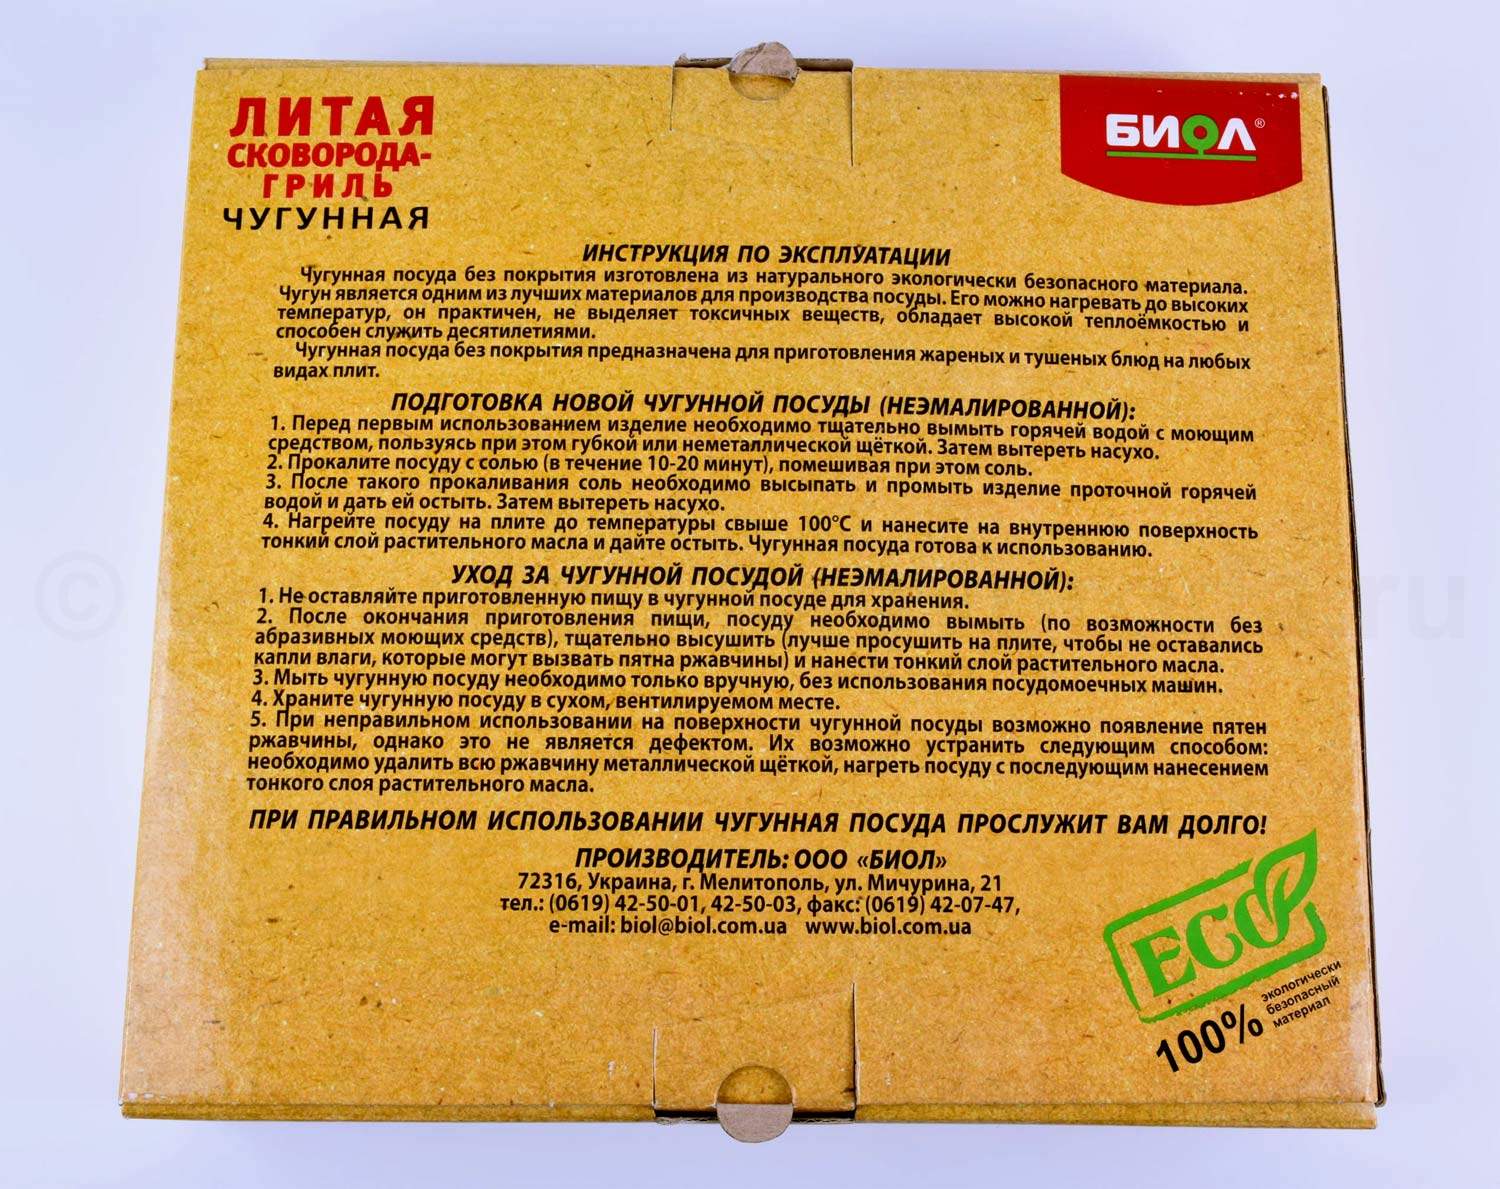 ЛИТАЯ
СКОВОРОДА-
ГРИЛЬ
ЧУГУННАЯ
БИОЛ®
ИНСТРУКЦИЯ ПО ЭКСПЛУАТАЦИИ
Чугунная посуда без покрытия изготовлена из натурального экологически безопасного материала.
Чугун является одним из лучших материалов для производства посуды. Его можно нагревать до высоких
температур, он практичен, не выделяет токсичных веществ, обладает высокой теплоёмкостью и
способен служить десятилетиями.
Чугунная посуда без покрытия предназначена для приготовления жареных и тушеных блюд на любых
видах плит.
ПОДГОТОВКА НОВОЙ ЧУГУННОЙ ПОСУДЫ (НЕЭМАЛИРОВАННОЙ):
1. Перед первым использованием изделие необходимо тщательно вымыть горячей водой с моющим
средством, пользуясь при этом губкой или неметаллической щёткой. Затем вытереть насухо.
2. Прокалите посуду с солью (в течение 10-20 минут), помешивая при этом соль.
3. После такого прокаливания соль необходимо высыпать и промыть изделие проточной горячей
водой и дать ей остыть. Затем вытереть насухо.
4. Нагрейте посуду на плите до температуры свыше 100°С и нанесите на внутреннюю поверхность
тонкий слой растительного масла и дайте остыть. Чугунная посуда готова к использованию.
УХОД ЗА ЧУГУННОЙ ПОСУДОЙ (НЕЭМАЛИРОВАННОЙ):
1. Не оставляйте приготовленную пищу в чугунной посуде для хранения.
2. После окончания приготовления пищи, посуду необходимо вымыть (по возможности без
абразивных моющих средств), тщательно высушить (лучше просушить на плите, чтобы не оставались
капли влаги, которые могут вызвать пятна ржавчины) и нанести тонкий слой растительного масла.
3. Мыть чугунную посуду необходимо только вручную, без использования посудомоечных машин.
4. Храните чугунную посуду в сухом, вентилируемом месте.
5. При неправильном использовании на поверхности чугунной посуды возможно появление пятен
ржавчины, однако это не является дефектом. Их возможно устранить следующим способом:
необходимо удалить всю ржавчину металлической щёткой, нагреть посуду с последующим нанесением
тонкого слоя растительного масла.
ПРИ ПРАВИЛЬНОМ ИСПОЛЬЗОВАНИИ ЧУГУННАЯ ПОСУДА ПРОСЛУЖИТ ВАМ ДОЛГО!
ПРОИЗВОДИТЕЛЬ: ООО «БИОЛ»
72316, Украина, г. Мелитополь, ул. Мичурина, 21
тел.: (0619) 42-50-01, 42-50-03, факс: (0619) 42-07-47,
e-mail: biol@biol.com.ua www.biol.com.ua
ECO
100% экологически
безопасный
материал